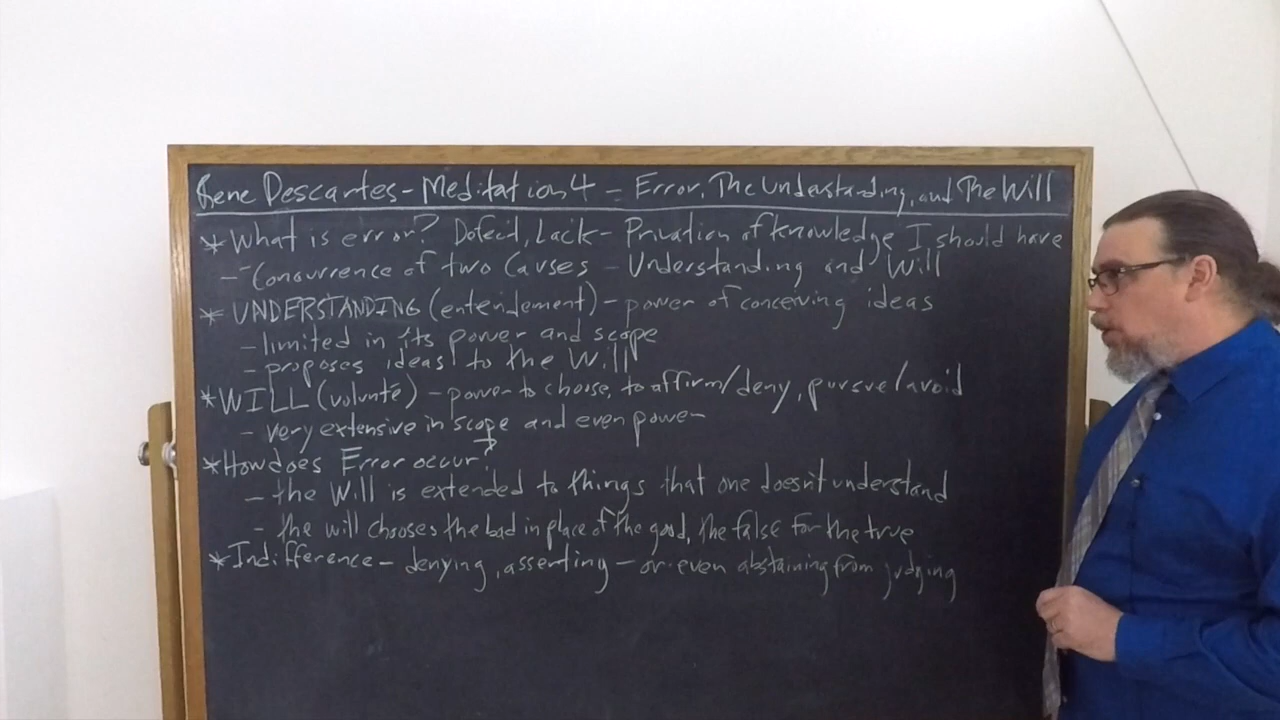 Rene Descartes - Meditation 4 - Error, The Understanding, and The Will
* What is error? Defect, Lack - Privation of knowledge I should have
- Concurrence of two causes - Understanding and Will
* UNDERSTANDING (entendement) - power of conceiving ideas
- limited in its power and scope
- proposes ideas to the Will
* WILL (volunté) - power to choose, to affirm/deny, pursue/avoid
- very extensive in scope and even power
* How does Error occur?
- the Will is extended to things that one doesn't understand
- the will chooses the bad in place of the good, the false for the true
* Indifference - denying, asserting - or even abstaining from judging